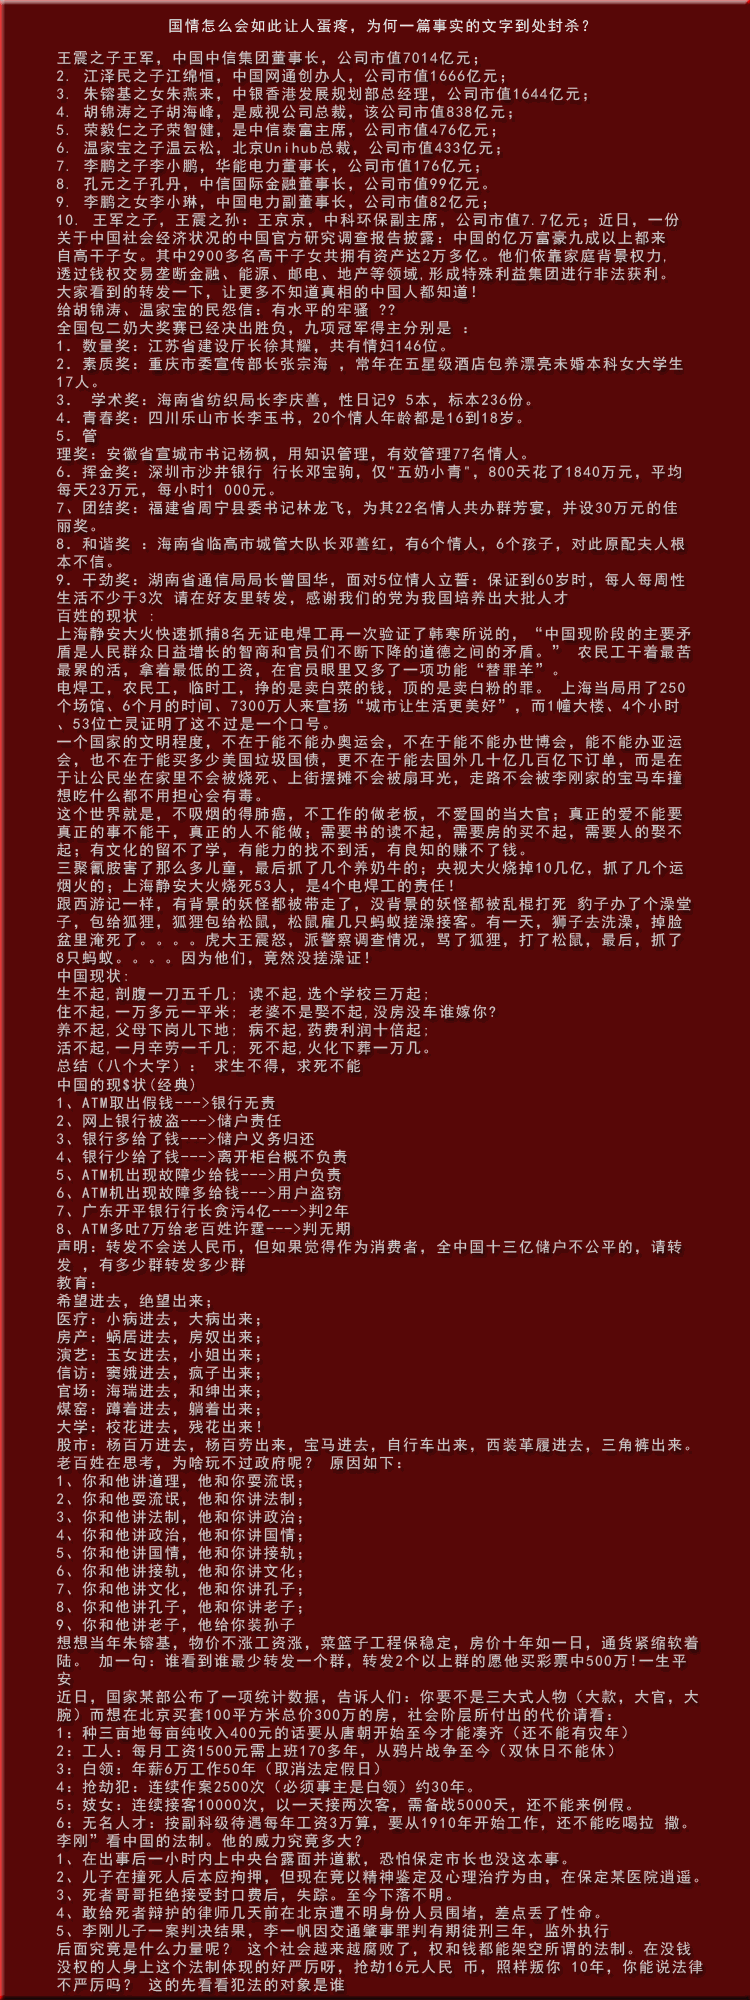 国情怎么会如此让人蛋疼，为何一篇事实的文字到处封杀?
王震之子王军，中国中信集团董事长，公司市值7014亿元；
2. 江泽民之子江绵恒，中国网通创办人，公司市值1666亿元；
3. 朱镕基之女朱燕来，中银香港发展规划部总经理，公司市值1644亿元；
4. 胡锦涛之子胡海峰，是威视公司总裁，该公司市值838亿元；
5. 荣毅仁之子荣智健，是中信泰富主席，公司市值476亿元；
6. 温家宝之子温云松，北京Unihub总裁，公司市值433亿元；
7. 李鹏之子李小鹏，华能电力董事长，公司市值176亿元；
8. 孔元之子孔丹，中信国际金融董事长，公司市值99亿元。
9. 李鹏之女李小琳，中国电力副董事长，公司市值82亿元；
10. 王军之子，王震之孙：王京京，中科环保副主席，公司市值7.7亿元；近日，一份
关于中国社会经济状况的中国官方研究调查报告披露：中国的亿万富豪九成以上都来
自高干子女。其中2900多名高干子女共拥有资产达2万多亿。他们依靠家庭背景权力,
透过钱权交易垄断金融、能源、邮电、地产等领域,形成特殊利益集团进行非法获利。
大家看到的转发一下，让更多不知道真相的中国人都知道！
给胡锦涛、温家宝的民怨信：有水平的牢骚 ??
全国包二奶大奖赛已经决出胜负，九项冠军得主分别是 ：
1．数量奖：江苏省建设厅长徐其耀，共有情妇146位。
2．素质奖：重庆市委宣传部长张宗海 ，常年在五星级酒店包养漂亮未婚本科女大学生
17人。
3． 学术奖：海南省纺织局长李庆善，性日记9 5本，标本236份。
4．青春奖：四川乐山市长李玉书，20个情人年龄都是16到18岁。
5．管
理奖：安徽省宣城市书记杨枫，用知识管理，有效管理77名情人。
6．挥金奖：深圳市沙井银行 行长邓宝驹，仅"五奶小青"，800天花了1840万元，平均
每天23万元，每小时1 000元。
7、团结奖：福建省周宁县委书记林龙飞，为其22名情人共办群芳宴，并设30万元的佳
丽奖。
8．和谐奖 ：海南省临高市城管大队长邓善红，有6个情人，6个孩子，对此原配夫人根
本不信。
9．干劲奖：湖南省通信局局长曾国华，面对5位情人立誓：保证到60岁时，每人每周性
生活不少于3次 请在好友里转发，感谢我们的党为我国培养出大批人才
百姓的现状 :
上海静安大火快速抓捕8名无证电焊工再一次验证了韩寒所说的，“中国现阶段的主要矛
盾是人民群众日益增长的智商和官员们不断下降的道德之间的矛盾。” 农民工干着最苦
最累的活，拿着最低的工资，在官员眼里又多了一项功能“替罪羊”。
电焊工，农民工，临时工，挣的是卖白菜的钱，顶的是卖白粉的罪。 上海当局用了250
个场馆、6个月的时间、7300万人来宣扬“城市让生活更美好”，而1幢大楼、4个小时
、53位亡灵证明了这不过是一个口号。
一个国家的文明程度，不在于能不能办奥运会，不在于能不能办世博会，能不能办亚运
会，也不在于能买多少美国垃圾国债，更不在于能去国外几十亿几百亿下订单，而是在
于让公民坐在家里不会被烧死、上街摆摊不会被扇耳光，走路不会被李刚家的宝马车撞
想吃什么都不用担心会有毒。
这个世界就是，不吸烟的得肺癌，不工作的做老板，不爱国的当大官；真正的爱不能要
真正的事不能干，真正的人不能做；需要书的读不起，需要房的买不起，需要人的娶不
起；有文化的留不了学，有能力的找不到活，有良知的赚不了钱。
三聚氰胺害了那么多儿童，最后抓了几个养奶牛的；央视大火烧掉10几亿，抓了几个运
烟火的；上海静安大火烧死53人，是4个电焊工的责任！
跟西游记一样，有背景的妖怪都被带走了，没背景的妖怪都被乱棍打死 豹子办了个澡堂
子，包给狐狸，狐狸包给松鼠，松鼠雇几只蚂蚁搓澡接客。有一天，狮子去洗澡，掉脸
盆里淹死了。。。。虎大王震怒，派警察调查情况，骂了狐狸，打了松鼠，最后，抓了
8只蚂蚁。。。。因为他们，竟然没搓澡证！
中国现状:
生不起,剖腹一刀五千几; 读不起,选个学校三万起;
住不起,一万多元一平米; 老婆不是娶不起,没房没车谁嫁你?
养不起,父母下岗儿下地; 病不起,药费利润十倍起;
活不起,一月辛劳一千几; 死不起,火化下葬一万几。
总结（八个大字）： 求生不得，求死不能
中国的现$状(经典)
1、ATM取出假钱--->银行无责
2、网上银行被盗--->储户责任
3、银行多给了钱--->储户义务归还
4、银行少给了钱--->离开柜台概不负责
5、ATM机出现故障少给钱--->用户负责
6、ATM机出现故障多给钱--->用户盗窃
7、广东开平银行行长贪污4亿--->判2年
8、ATM多吐7万给老百姓许霆--->判无期
声明：转发不会送人民币，但如果觉得作为消费者，全中国十三亿储户不公平的，请转
发 ，有多少群转发多少群
教育：
希望进去，绝望出来；
医疗：小病进去，大病出来；
房产：蜗居进去，房奴出来；
演艺：玉女进去，小姐出来；
信访：窦娥进去，疯子出来；
官场：海瑞进去，和绅出来；
煤窑：蹲着进去，躺着出来；
大学：校花进去，残花出来！
股市：杨百万进去，杨百劳出来，宝马进去，自行车出来，西装革履进去，三角裤出来。
老百姓在思考，为啥玩不过政府呢？ 原因如下：
1、你和他讲道理，他和你耍流氓；
2、你和他耍流氓，他和你讲法制；
3、你和他讲法制，他和你讲政治；
4、你和他讲政治，他和你讲国情；
5、你和他讲国情，他和你讲接轨；
6、你和他讲接轨，他和你讲文化；
7、你和他讲文化，他和你讲孔子；
8、你和他讲孔子，他和你讲老子；
9、你和他讲老子，他给你装孙子
想想当年朱镕基，物价不涨工资涨，菜篮子工程保稳定，房价十年如一日，通货紧缩软着
陆。 加一句：谁看到谁最少转发一个群，转发2个以上群的愿他买彩票中500万!一生平
安
近日，国家某部公布了一项统计数据，告诉人们：你要不是三大式人物（大款，大官，大
腕）而想在北京买套100平方米总价300万的房，社会阶层所付出的代价请看：
1：种三亩地每亩纯收入400元的话要从唐朝开始至今才能凑齐（还不能有灾年）
2：工人：每月工资1500元需上班170多年，从鸦片战争至今（双休日不能休）
3：白领：年薪6万工作50年（取消法定假日）
4：抢劫犯：连续作案2500次（必须事主是白领）约30年。
5：妓女：连续接客10000次，以一天接两次客，需备战5000天，还不能来例假。
6：无名人才：按副科级待遇每年工资3万算，要从1910年开始工作，还不能吃喝拉 撒。
李刚”看中国的法制。他的威力究竟多大？
1、在出事后一小时内上中央台露面并道歉，恐怕保定市长也没这本事。
2、儿子在撞死人后本应拘押，但现在竟以精神鉴定及心理治疗为由，在保定某医院逍遥。
3、死者哥哥拒绝接受封口费后，失踪。至今下落不明。
4、敢给死者辩护的律师几天前在北京遭不明身份人员围堵，差点丢了性命。
5、李刚儿子一案判决结果，李一帆因交通肇事罪判有期徒刑三年，监外执行
后面究竟是什么力量呢？ 这个社会越来越腐败了，权和钱都能架空所谓的法制。在没钱
没权的人身上这个法制体现的好严厉呀，抢劫16元人民 币，照样叛你 10年，你能说法律
不严厉吗？ 这的先看看犯法的对象是谁